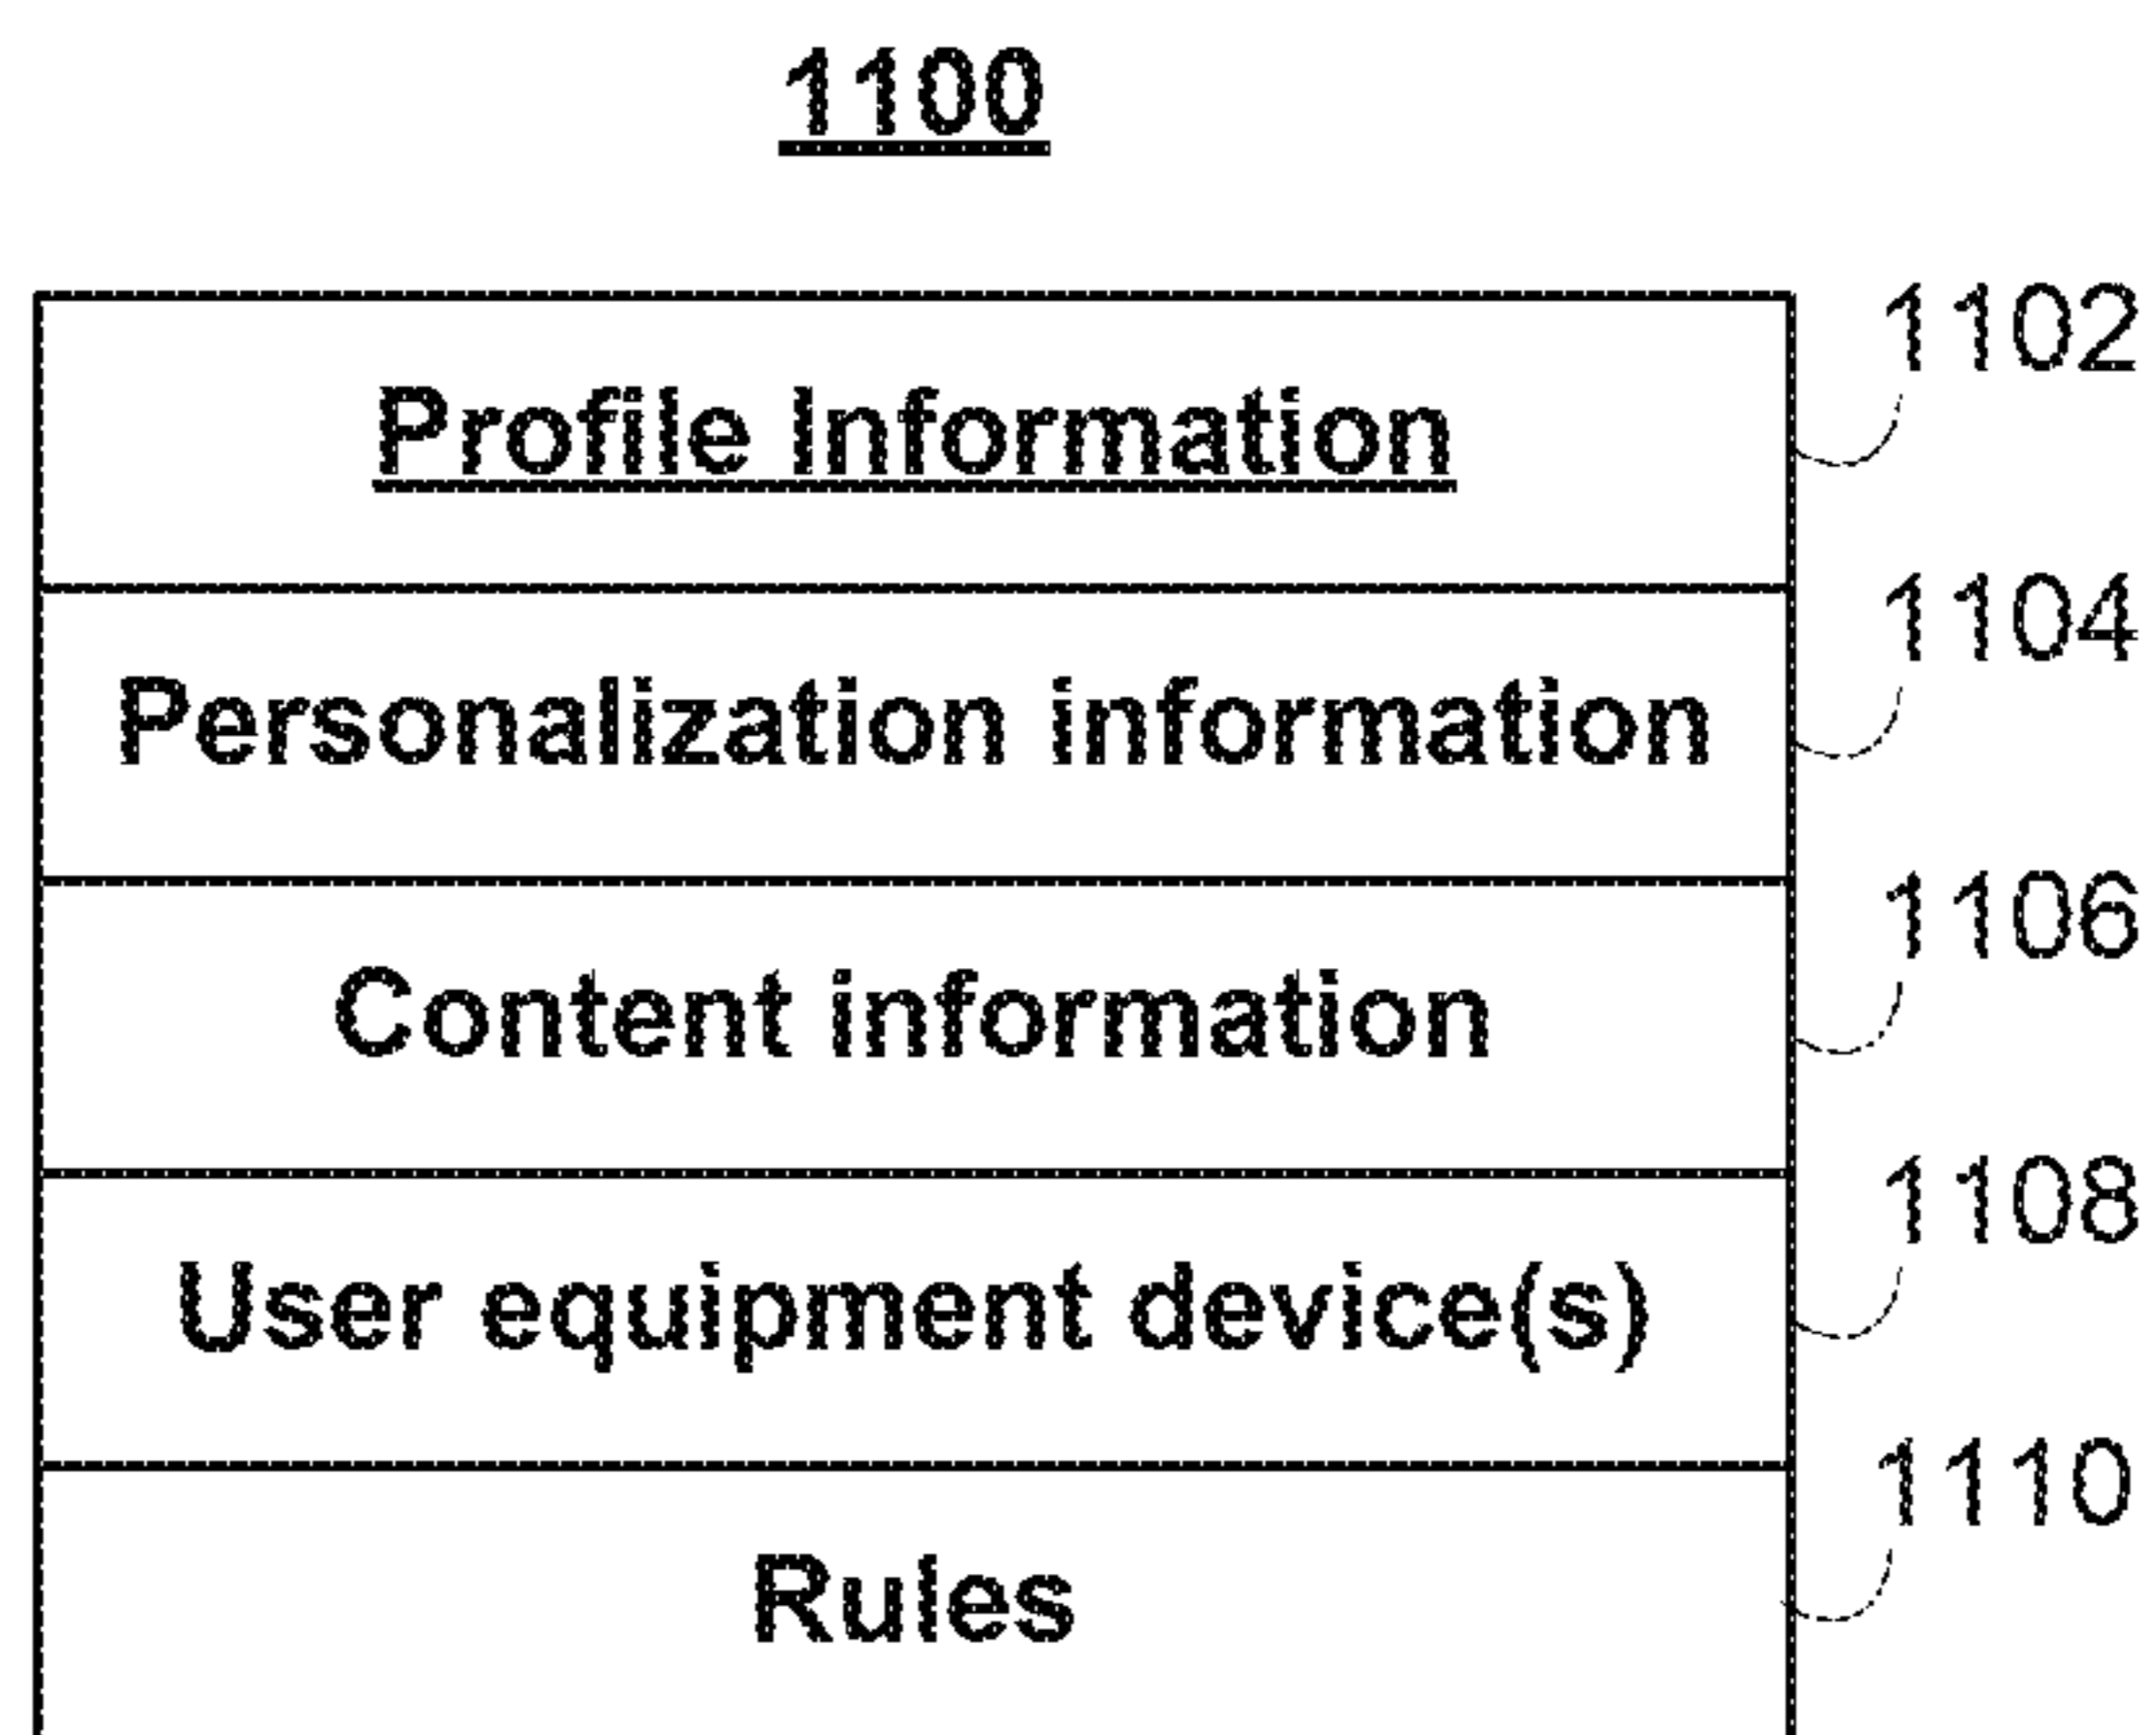 1100
1102
Profile Information
1104
Personalization information
1106
Content information
1108
User equipment device(s)
1110
Rules